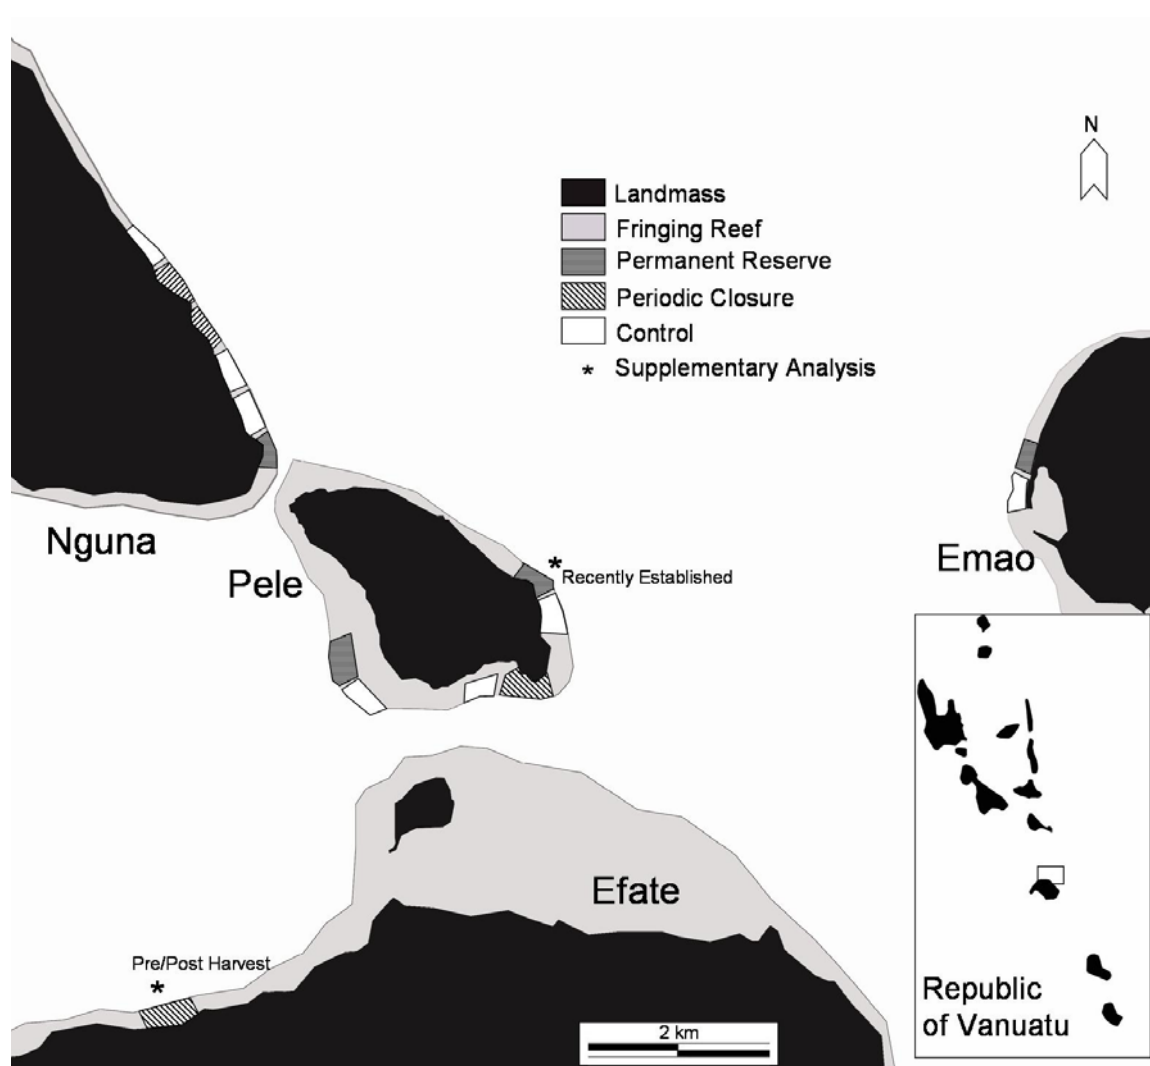 N
Landmass
Fringing Reef
Permanent Reserve
Periodic Closure
Control
* Supplementary Analysis
Nguna
Pele
*
Recently Established
Emao
Efate
Pre/Post Harvest
*
2 km
Republic
of Vanuatu